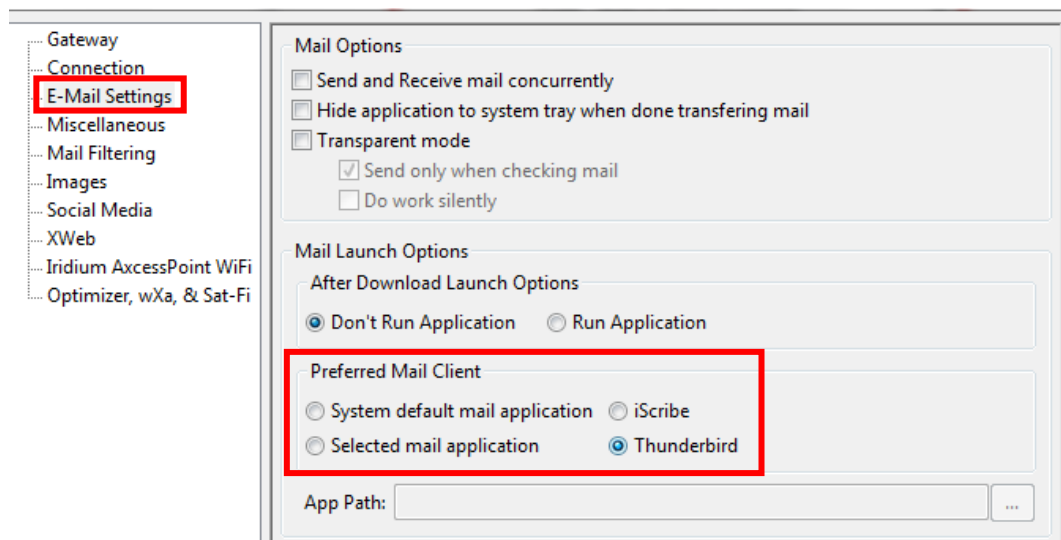 Gateway
Connection
E-Mail Settings
Miscellaneous
Mail Filtering
Images
Social Media
XWeb
Iridium AxcessPoint WiFi
Optimizer, wXa, & Sat-Fi
Mail Options
Send and Receive mail concurrently
Hide application to system tray when done transfering mail
Transparent mode
Send only when checking mail
Do work silently
Mail Launch Options
After Download Launch Options
Don't Run Application Run Application
Preferred Mail Client
System default mail application iScribe
Selected mail application Thunderbird
App Path: ...